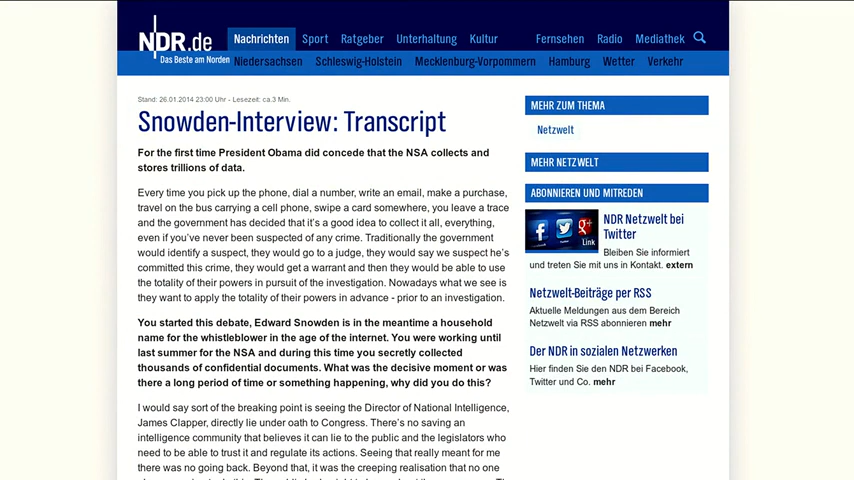 NDR.de
Das Beste am Norden
Nachrichten Sport Ratgeber Unterhaltung Kultur Fernsehen Radio Mediathek
Niedersachsen Schleswig-Holstein Mecklenburg-Vorpommern Hamburg Wetter Verkehr
Stand: 26.01.2014 23:00 Uhr - Lesezeit: ca.3 Min.
Snowden-Interview: Transcript
For the first time President Obama did concede that the NSA collects and
stores trillions of data.
Every time you pick up the phone, dial a number, write an email, make a purchase,
travel on the bus carrying a cell phone, swipe a card somewhere, you leave a trace
and the government has decided that it's a good idea to collect it all, everything,
even if you've never been suspected of any crime. Traditionally the government
would identify a suspect, they would go to a judge, they would say we suspect he's
committed this crime, they would get a warrant and then they would be able to use
the totality of their powers in pursuit of the investigation. Nowadays what we see is
they want to apply the totality of their powers in advance - prior to an investigation.
You started this debate, Edward Snowden is in the meantime a household
name for the whistleblower in the age of the internet. You were working until
last summer for the NSA and during this time you secretly collected
thousands of confidential documents. What was the decisive moment or was
there a long period of time or something happening, why did you do this?
I would say sort of the breaking point is seeing the Director of National Intelligence,
James Clapper, directly lie under oath to Congress. There's no saving an
intelligence community that believes it can lie to the public and the legislators who
need to be able to trust it and regulate its actions. Seeing that really meant for me
there was no going back. Beyond that, it was the creeping realisation that no one
MEHR ZUM THEMA
Netzwelt
MEHR NETZWELT
ABONNIEREN UND MITREDEN
Link
NDR Netzwelt bei
Twitter
Bleiben Sie informiert
und treten Sie mit uns in Kontakt. extern
Netzwelt-Beiträge per RSS
Aktuelle Meldungen aus dem Bereich
Netzwelt via RSS abonnieren mehr
Der NDR in sozialen Netzwerken
Hier finden Sie den NDR bei Facebook,
Twitter und Co. mehr